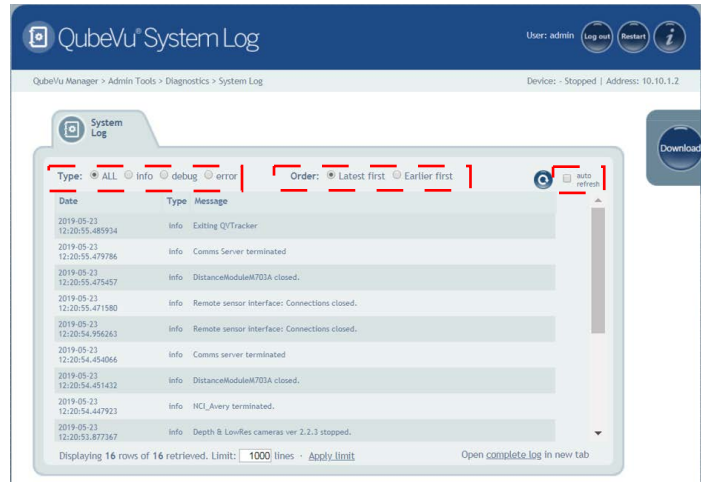 QubeVu® System Log
User: admin
Log out
Restart
i
QubeVu Manager > Admin Tools > Diagnostics > System Log
Device: - Stopped | Address: 10.10.1.2
System
Log
Download
Type: ALL info debug error
Order: Latest first Earlier first
auto
refresh
Date Type Message
2019-05-23
12:20:55.485934 info Exiting QVTracker
2019-05-23
12:20:55.479786 info Comms Server terminated
2019-05-23
12:20:55.475457 info DistanceModuleM703A closed.
2019-05-23
12:20:55.471580 info Remote sensor interface: Connections closed.
2019-05-23
12:20:54.956263 info Remote sensor interface: Connections closed.
2019-05-23
12:20:54.454066 info Comms server terminated
2019-05-23
12:20:54.451432 info DistanceModuleM703A closed.
2019-05-23
12:20:54.447923 info NCI_Avery terminated.
2019-05-23
12:20:53.877367 info Depth & LowRes cameras ver 2.2.3 stopped.
Displaying 16 rows of 16 retrieved. Limit: 1000 lines - Apply limit
Open complete log in new tab